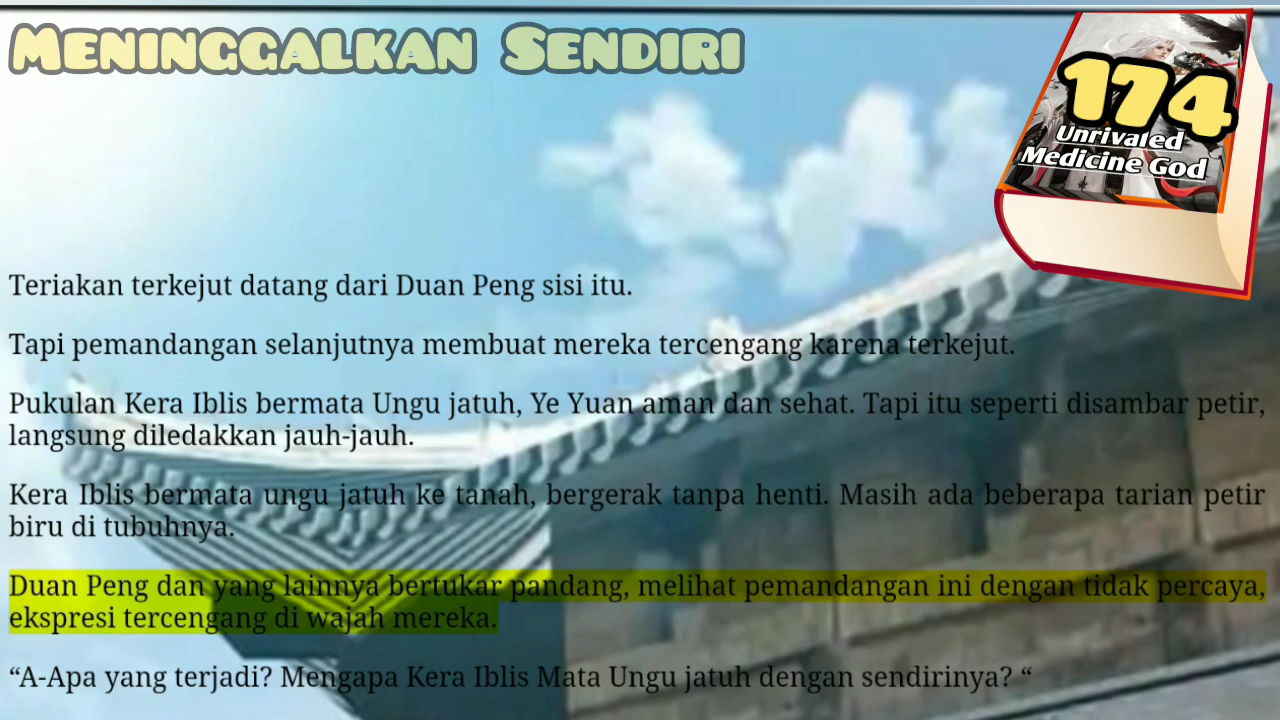 Meninggalkan Sendiri
174
Unrivaled
Medicine God
Teriakan terkejut datang dari Duan Peng sisi itu.
Tapi pemandangan selanjutnya membuat mereka tercengang karena terkejut.
Pukulan Kera Iblis bermata Ungu jatuh, Ye Yuan aman dan sehat. Tapi itu seperti disambar petir,
langsung diledakkan jauh-jauh.
Kera Iblis bermata ungu jatuh ke tanah, bergerak tanpa henti. Masih ada beberapa tarian petir
biru di tubuhnya.
Duan Peng dan yang lainnya bertukar pandang, melihat pemandangan ini dengan tidak percaya,
ekspresi tercengang di wajah mereka.
“A-Apa yang terjadi? Mengapa Kera Iblis Mata Ungu jatuh dengan sendirinya? “